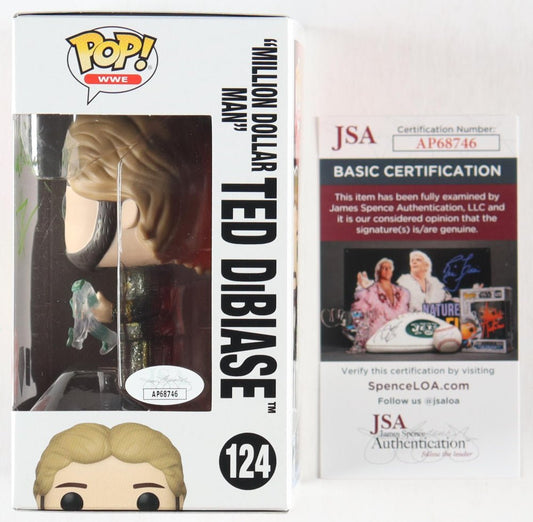 POP!
WWE
"MILLION DOLLAR
MAN"
TED DiBIASE™
AP68746
124
JSA
Certification Number:
AP68746
BASIC CERTIFICATION
This item has been fully examined by
James Spence Authentication, LLC and
it is our considered opinion that the
signature(s) is/are genuine.
NATURE
JETS
Verify this certification by visiting
SpenceLOA.com
Follow us @jsaloa
JSA
James Spence
Authentication
follow the leader